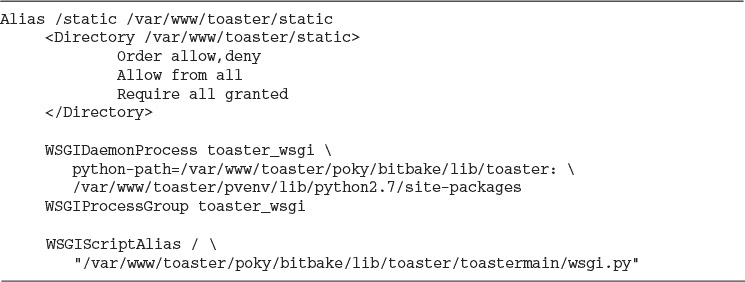 Alias /static /var/www/toaster/static
<Directory /var/www/toaster/static>
Order allow,deny
Allow from all
Require all granted
</Directory>
WSGIDaemonProcess toaster_wsgi \
python-path=/var/www/toaster/poky/bitbake/lib/toaster: \
/var/www/toaster/pvenv/lib/python2.7/site-packages
WSGIProcessGroup toaster_wsgi
WSGIScriptAlias / \
"/var/www/toaster/poky/bitbake/lib/toaster/toastermain/wsgi.py"